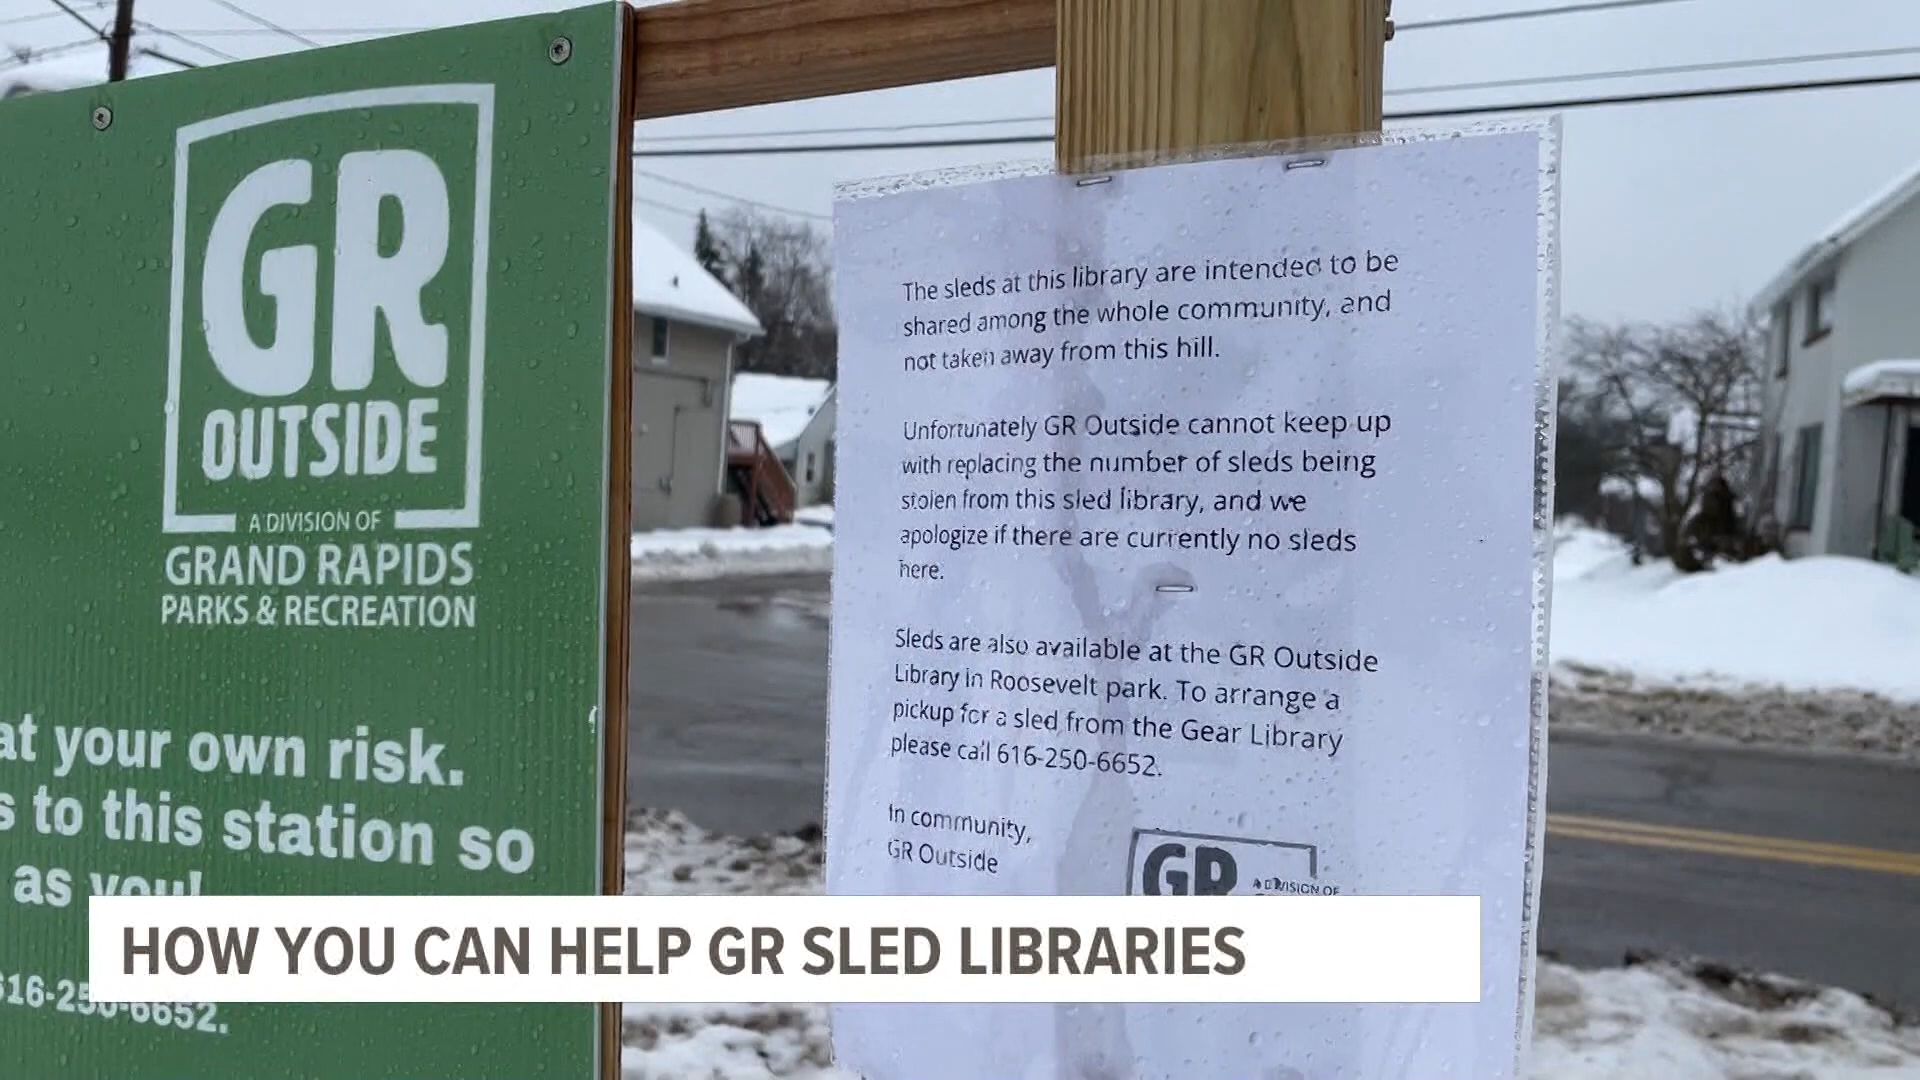 GR
OUTSIDE
A DIVISION OF
GRAND RAPIDS
PARKS & RECREATION
at your own risk.
s to this station so
as you!
616-250-6652.
The sleds at this library are intended to be
shared among the whole community, and
not taken away from this hill.
Unfortunately GR Outside cannot keep up
with replacing the number of sleds being
stolen from this sled library, and we
apologize if there are currently no sleds
here.
Sleds are also available at the GR Outside
Library in Roosevelt park. To arrange a
pickup for a sled from the Gear Library
please call 616-250-6652.
In community,
GR Outside
GR
A DIVISION OF
HOW YOU CAN HELP GR SLED LIBRARIES